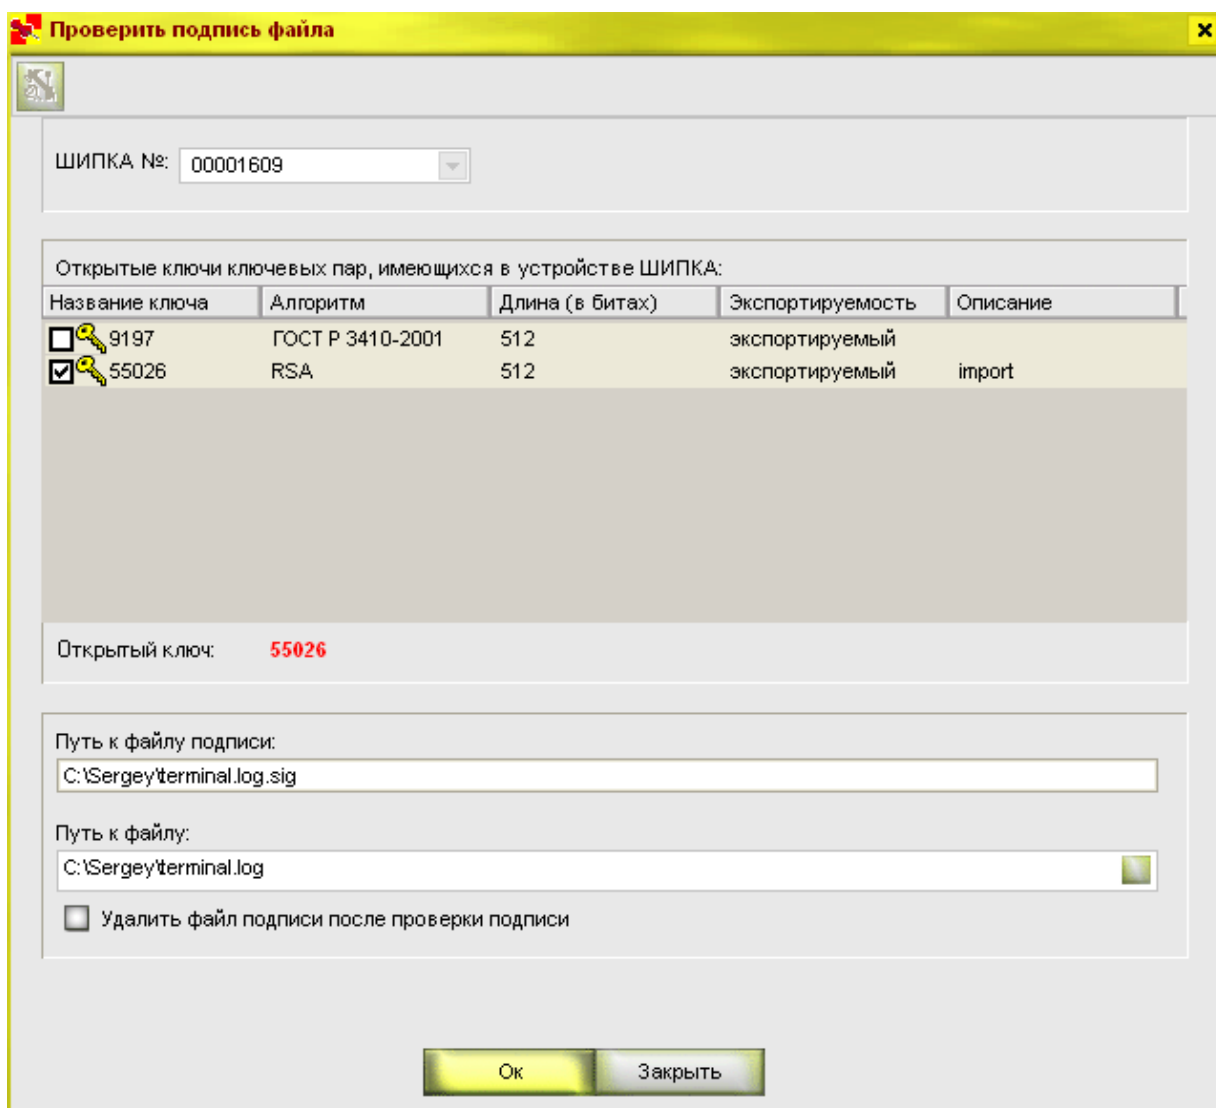 Проверить подпись файла
ШИПКА №: 00001609
Открытые ключи ключевых пар, имеющихся в устройстве ШИПКА:
Название ключа Алгоритм Длина (в битах) Экспортируемость Описание
9197 ГОСТ Р 3410-2001 512 экспортируемый
55026 RSA 512 экспортируемый import
Открытый ключ: 55026
Путь к файлу подписи:
C:\Sergey\terminal.log.sig
Путь к файлу:
C:\Sergey\terminal.log
Удалить файл подписи после проверки подписи
Ок Закрыть